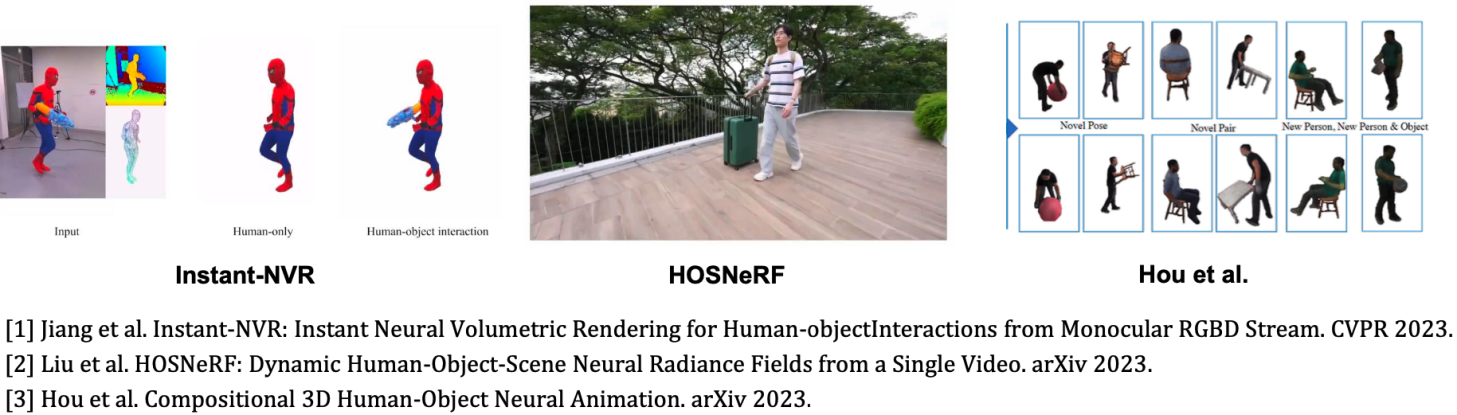 Input
Human-only
Human-object interaction
Novel Pose
Novel Pair
New Person, New Person & Object
Instant-NVR
HOSNeRF
Hou et al.
[1] Jiang et al. Instant-NVR: Instant Neural Volumetric Rendering for Human-objectInteractions from Monocular RGBD Stream. CVPR 2023.
[2] Liu et al. HOSNeRF: Dynamic Human-Object-Scene Neural Radiance Fields from a Single Video. arXiv 2023.
[3] Hou et al. Compositional 3D Human-Object Neural Animation. arXiv 2023.